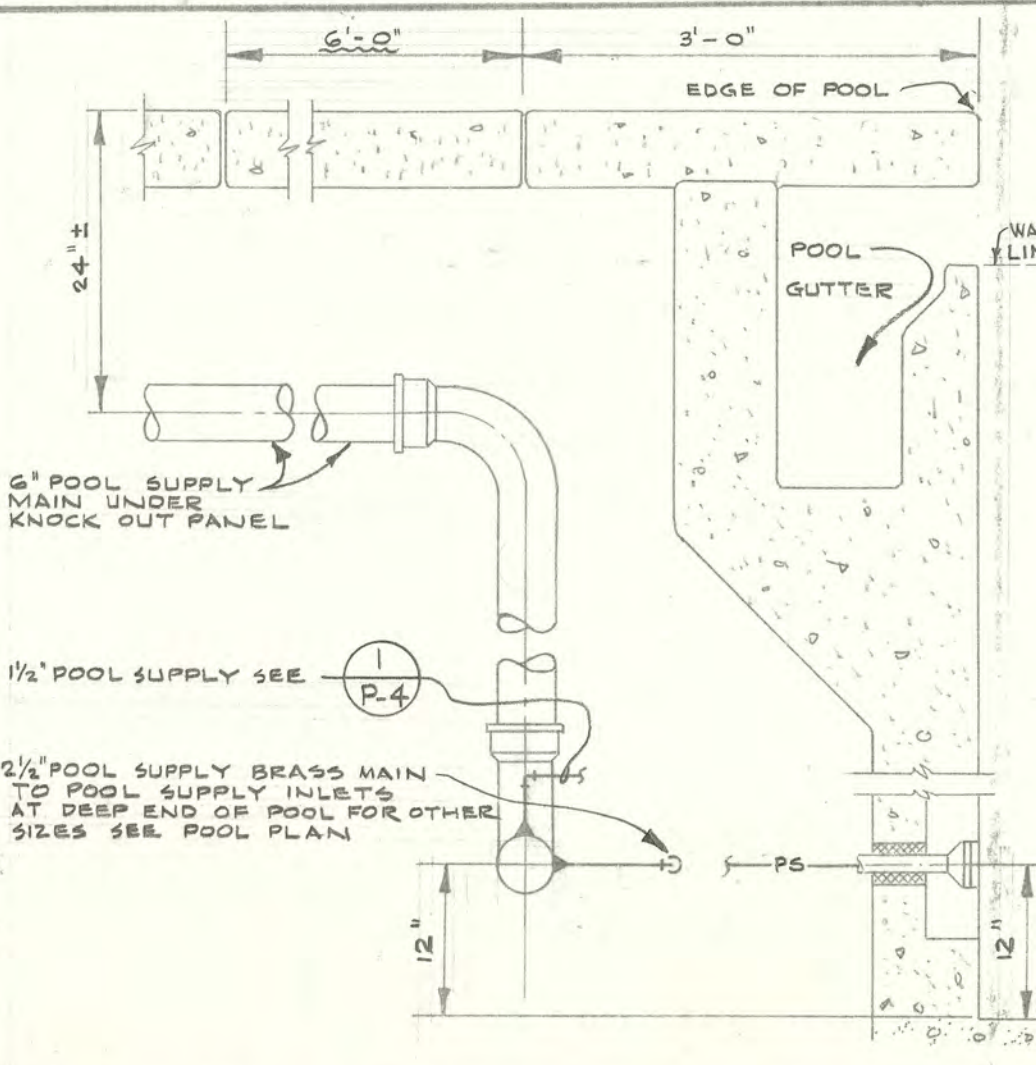 6'-0"
3'-0"
EDGE OF POOL
24" ±
POOL
GUTTER
6" POOL SUPPLY
MAIN UNDER
KNOCK OUT PANEL
1½" POOL SUPPLY SEE
1
P-4
2½" POOL SUPPLY BRASS MAIN
TO POOL SUPPLY INLETS
AT DEEP END OF POOL FOR OTHER
SIZES SEE POOL PLAN
PS
12"
12"